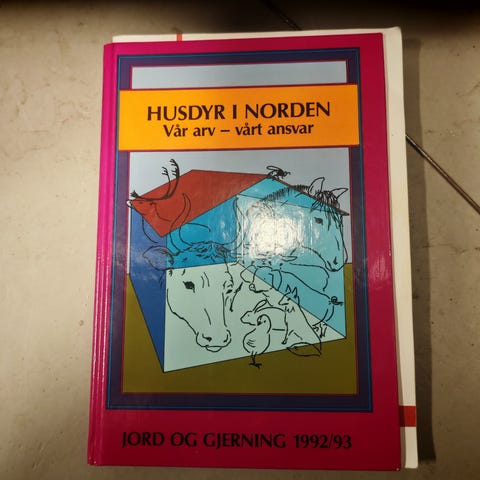 HUSDYR I NORDEN
Vår arv – vårt ansvar
JORD OG GJERNING 1992/93